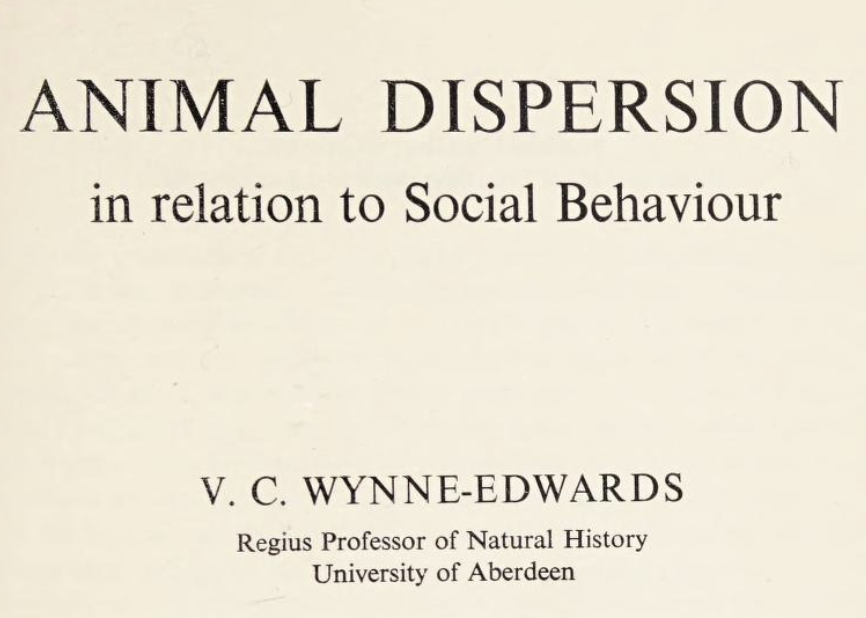 ANIMAL DISPERSION
in relation to Social Behaviour
V. C. WYNNE-EDWARDS
Regius Professor of Natural History
University of Aberdeen